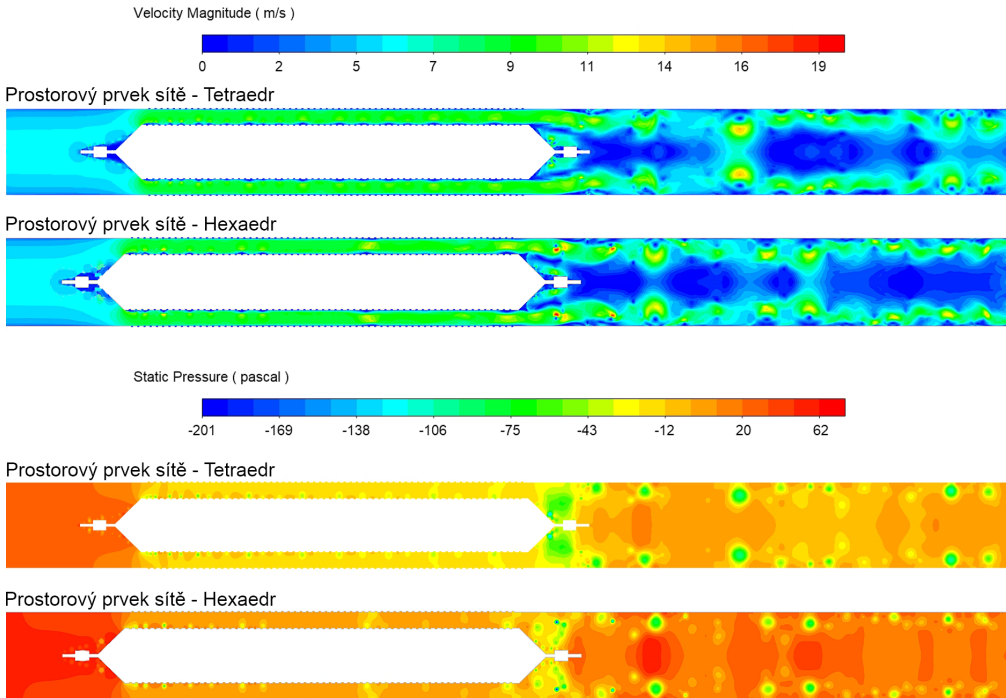 Velocity Magnitude ( m/s )
0 2 5 7 9 11 14 16 19
Prostorový prvek sítě - Tetraedr
Prostorový prvek sítě - Hexaedr
Static Pressure ( pascal )
-201 -169 -138 -106 -75 -43 -12 20 62
Prostorový prvek sítě - Tetraedr
Prostorový prvek sítě - Hexaedr